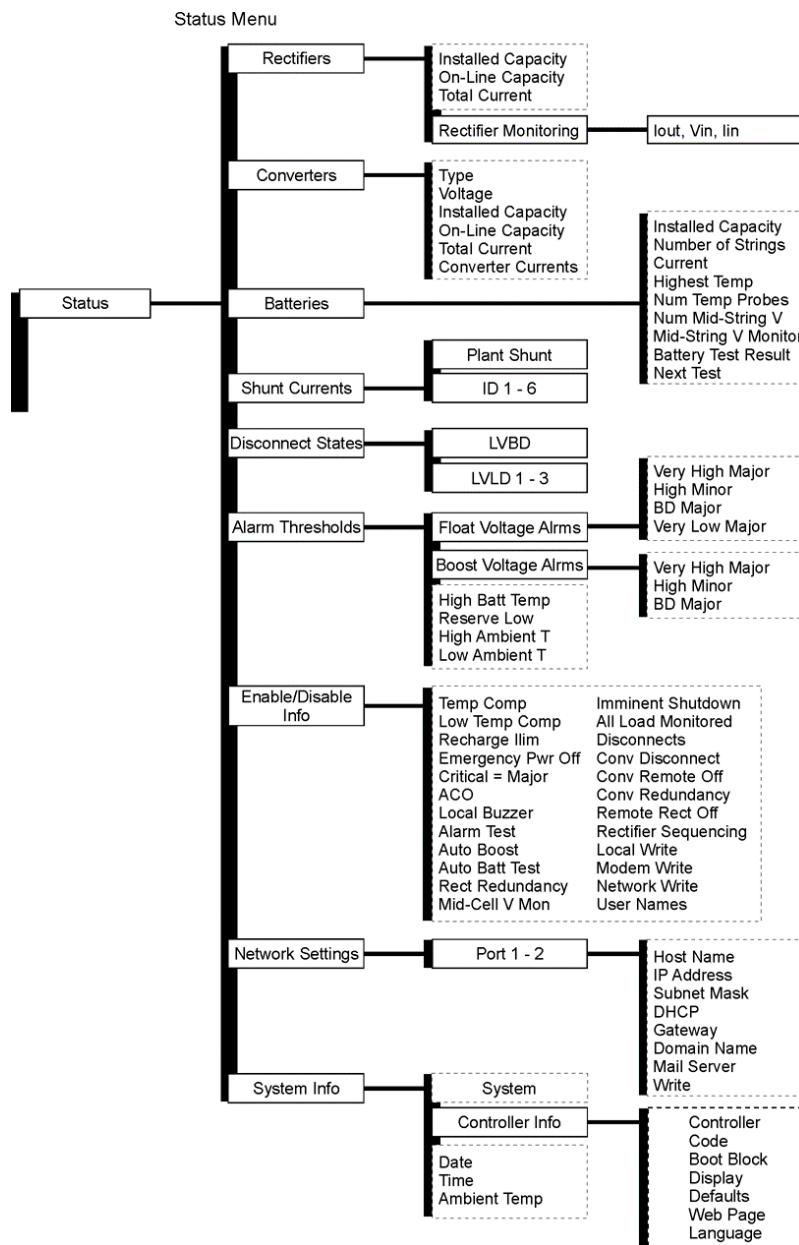 Status Menu
Status
Rectifiers
Installed Capacity
On-Line Capacity
Total Current
Rectifier Monitoring
Iout, Vin, Iin
Converters
Type
Voltage
Installed Capacity
On-Line Capacity
Total Current
Converter Currents
Batteries
Installed Capacity
Number of Strings
Current
Highest Temp
Num Temp Probes
Num Mid-String V
Mid-String V Monitor
Battery Test Result
Next Test
Shunt Currents
Plant Shunt
ID 1 - 6
Disconnect States
LVBD
LVLD 1 - 3
Alarm Thresholds
Float Voltage Alrms
Very High Major
High Minor
BD Major
Very Low Major
Boost Voltage Alrms
Very High Major
High Minor
BD Major
High Batt Temp
Reserve Low
High Ambient T
Low Ambient T
Enable/Disable
Info
Temp Comp
Low Temp Comp
Recharge Ilim
Emergency Pwr Off
Critical = Major
ACO
Local Buzzer
Alarm Test
Auto Boost
Auto Batt Test
Rect Redundancy
Mid-Cell V Mon
Imminent Shutdown
All Load Monitored
Disconnects
Conv Disconnect
Conv Remote Off
Conv Redundancy
Remote Rect Off
Rectifier Sequencing
Local Write
Modem Write
Network Write
User Names
Network Settings
Port 1 - 2
Host Name
IP Address
Subnet Mask
DHCP
Gateway
Domain Name
Mail Server
Write
System Info
System
Controller Info
Controller
Code
Boot Block
Display
Defaults
Web Page
Language
Date
Time
Ambient Temp